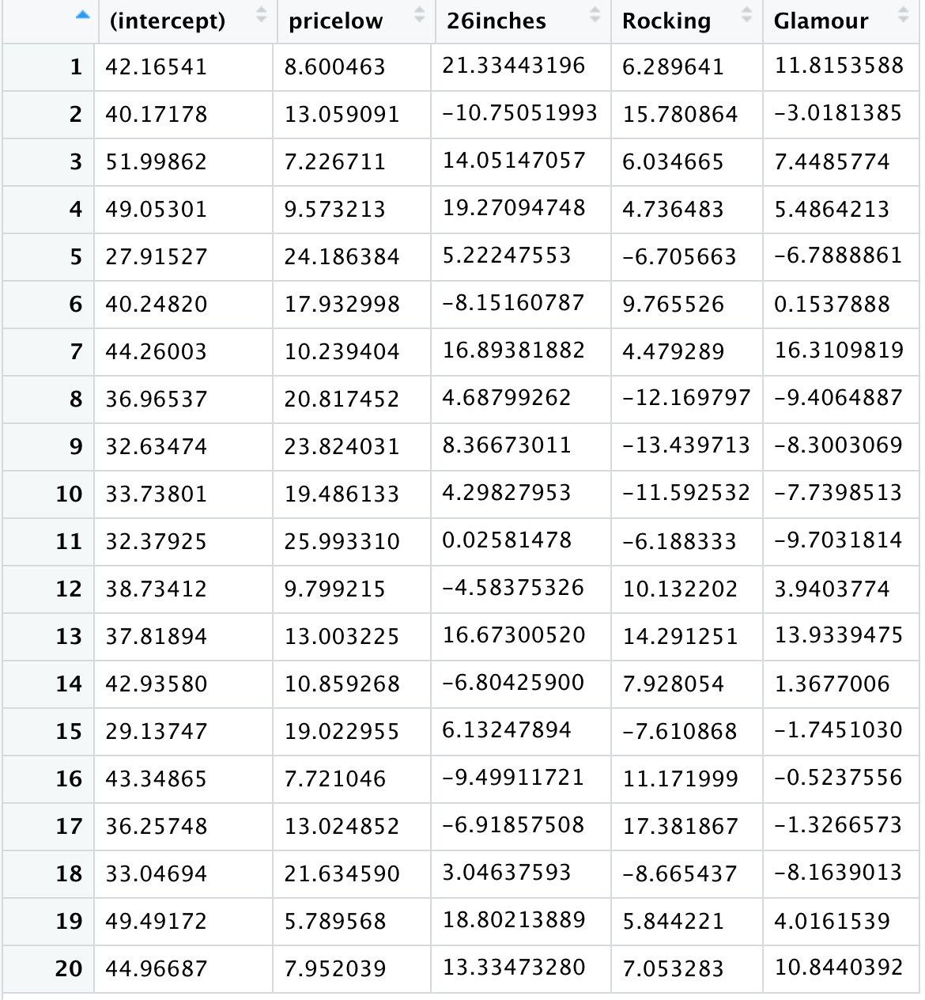 (intercept) pricelow 26inches Rocking Glamour
1 42.16541 8.600463 21.33443196 6.289641 11.8153588
2 40.17178 13.059091 -10.75051993 15.780864 -3.0181385
3 51.99862 7.226711 14.05147057 6.034665 7.4485774
4 49.05301 9.573213 19.27094748 4.736483 5.4864213
5 27.91527 24.186384 5.22247553 -6.705663 -6.7888861
6 40.24820 17.932998 -8.15160787 9.765526 0.1537888
7 44.26003 10.239404 16.89381882 4.479289 16.3109819
8 36.96537 20.817452 4.68799262 -12.169797 -9.4064887
9 32.63474 23.824031 8.36673011 -13.439713 -8.3003069
10 33.73801 19.486133 4.29827953 -11.592532 -7.7398513
11 32.37925 25.993310 0.02581478 -6.188333 -9.7031814
12 38.73412 9.799215 -4.58375326 10.132202 3.9403774
13 37.81894 13.003225 16.67300520 14.291251 13.9339475
14 42.93580 10.859268 -6.80425900 7.928054 1.3677006
15 29.13747 19.022955 6.13247894 -7.610868 -1.7451030
16 43.34865 7.721046 -9.49911721 11.171999 -0.5237556
17 36.25748 13.024852 -6.91857508 17.381867 -1.3266573
18 33.04694 21.634590 3.04637593 -8.665437 -8.1639013
19 49.49172 5.789568 18.80213889 5.844221 4.0161539
20 44.96687 7.952039 13.33473280 7.053283 10.8440392